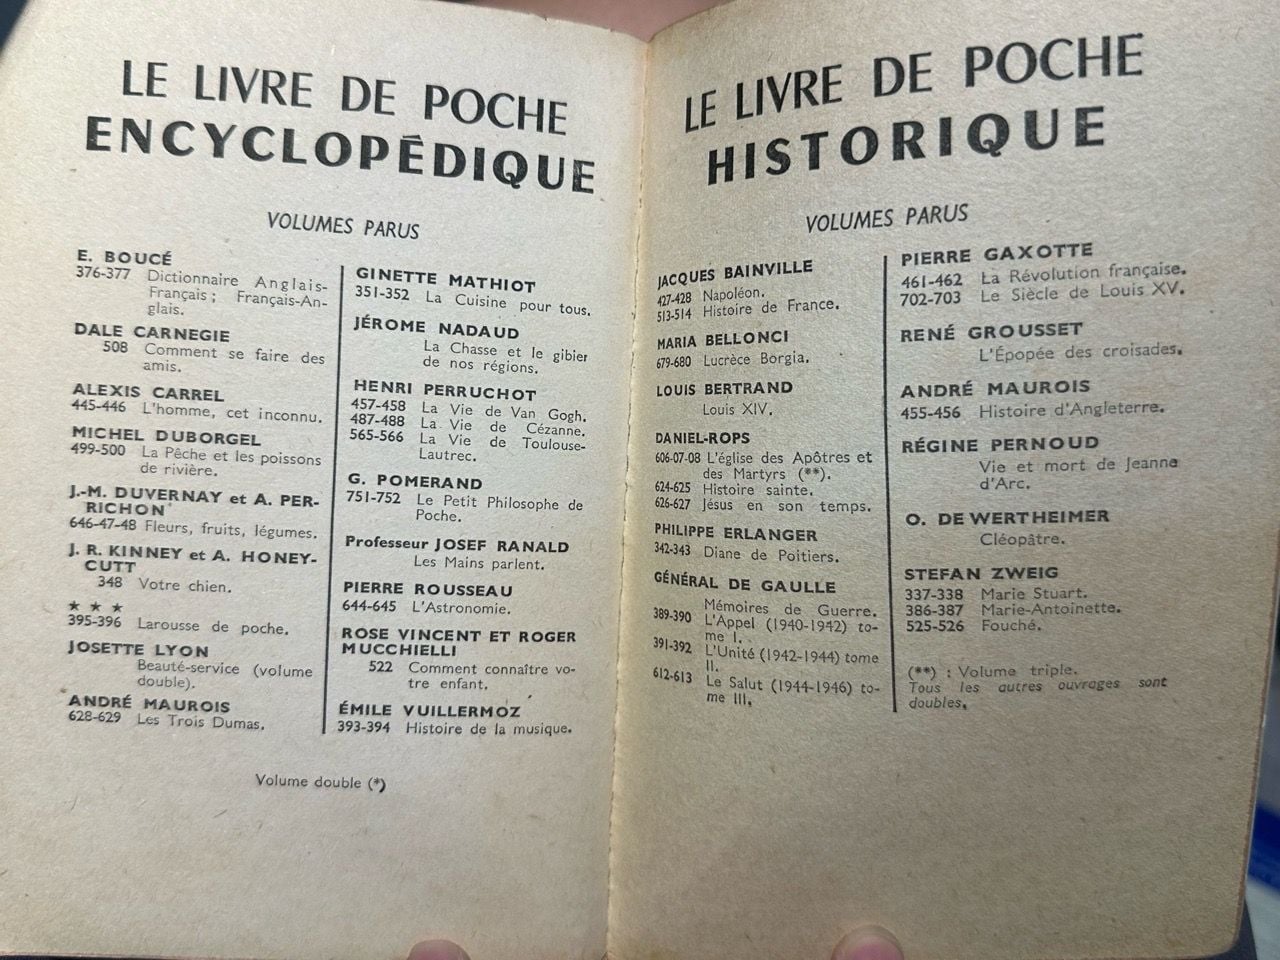 LE LIVRE DE POCHE
ENCYCLOPÉDIQUE
VOLUMES PARUS
E. BOUCÉ
376-377 Dictionnaire Anglais-
Français ; Français-An-
glais.
DALE CARNEGIE
508 Comment se faire des
amis.
ALEXIS CARREL
445-446 L'homme, cet inconnu.
MICHEL DUBORGEL
499-500 La Pêche et les poissons
de rivière.
J.-M. DUVERNAY et A. PER-
RICHON
646-47-48 Fleurs, fruits, légumes.
J. R. KINNEY et A. HONEY-
CUTT
348 Votre chien.
★ ★ ★
395-396 Larousse de poche.
JOSETTE LYON
Beauté-service (volume
double).
ANDRÉ MAUROIS
628-629 Les Trois Dumas.
GINETTE MATHIOT
351-352 La Cuisine pour tous.
JÉROME NADAUD
La Chasse et le gibier
de nos régions.
HENRI PERRUCHOT
457-458 La Vie de Van Gogh.
487-488 La Vie de Cézanne.
565-566 La Vie de Toulouse-
Lautrec.
G. POMERAND
751-752 Le Petit Philosophe de
Poche.
Professeur JOSEF RANALD
Les Mains parlent.
PIERRE ROUSSEAU
644-645 L'Astronomie.
ROSE VINCENT ET ROGER
MUCCHIELLI
522 Comment connaître vo-
tre enfant.
ÉMILE VUILLERMOZ
393-394 Histoire de la musique.
Volume double (*)
LE LIVRE DE POCHE
HISTORIQUE
VOLUMES PARUS
JACQUES BAINVILLE
427-428 Napoléon.
513-514 Histoire de France.
MARIA BELLONCI
679-680 Lucrèce Borgia.
LOUIS BERTRAND
Louis XIV.
DANIEL-ROPS
606-07-08 L'église des Apôtres et
des Martyrs (**).
624-625 Histoire sainte.
626-627 Jésus en son temps.
PHILIPPE ERLANGER
342-343 Diane de Poitiers.
GÉNÉRAL DE GAULLE
Mémoires de Guerre.
389-390 L'Appel (1940-1942) to-
me I.
391-392 L'Unité (1942-1944) tome
II.
612-613 Le Salut (1944-1946) to-
me III.
PIERRE GAXOTTE
461-462 La Révolution française.
702-703 Le Siècle de Louis XV.
RENÉ GROUSSET
L'Épopée des croisades.
ANDRÉ MAUROIS
455-456 Histoire d'Angleterre.
RÉGINE PERNOUD
Vie et mort de Jeanne
d'Arc.
O. DE WERTHEIMER
Cléopâtre.
STEFAN ZWEIG
337-338 Marie Stuart.
386-387 Marie-Antoinette.
525-526 Fouché.
(**) : Volume triple.
Tous les autres ouvrages sont
doubles.